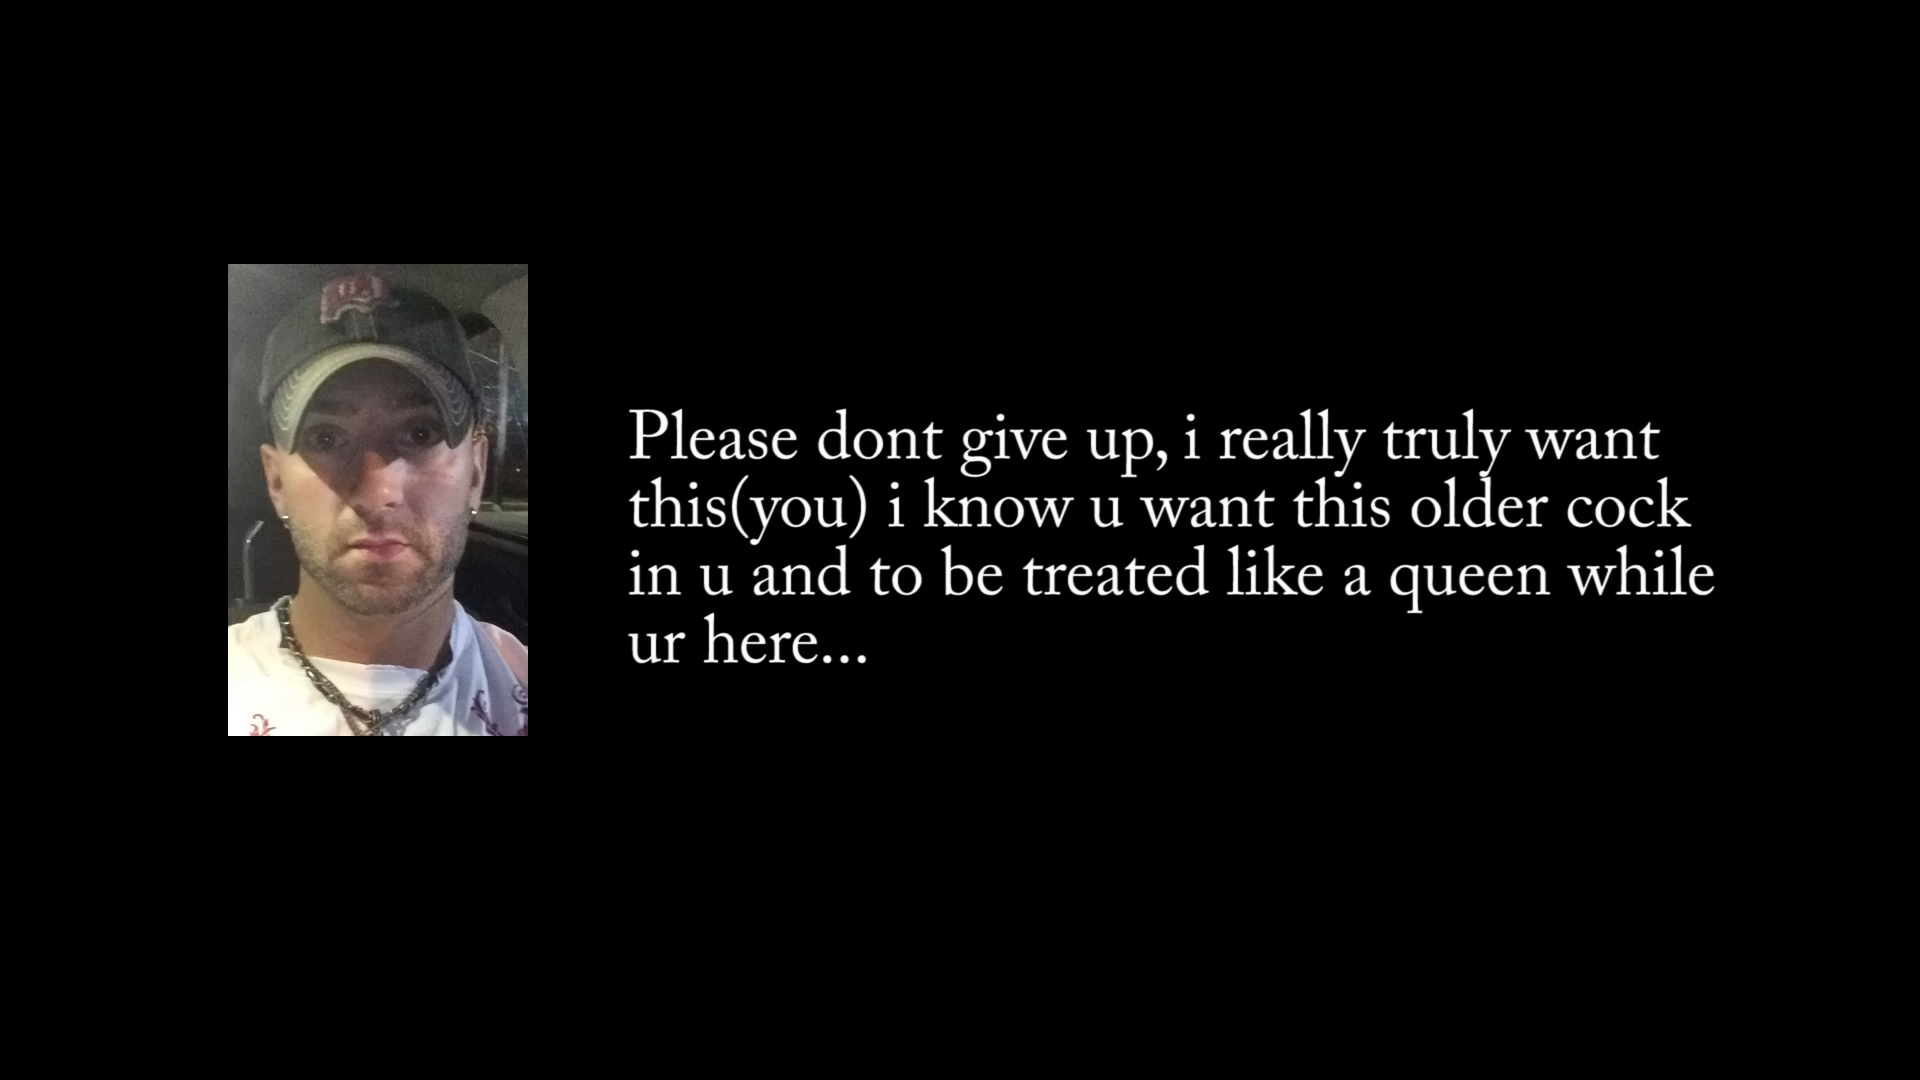 Please dont give up, i really truly want
this(you) i know u want this older cock
in u and to be treated like a queen while
ur here...